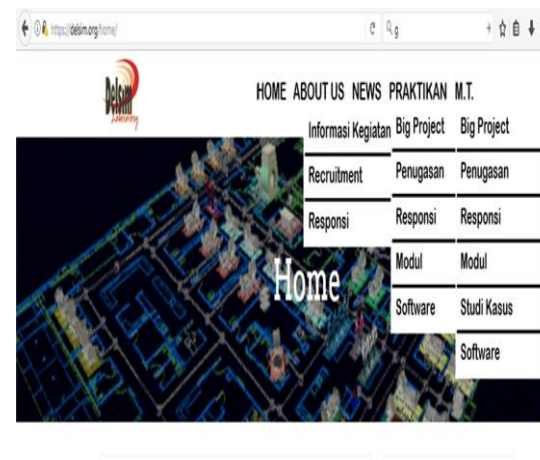 https://delsim.org/home/
g
Delsim
Laboratory
HOME ABOUT US NEWS PRAKTIKAN M.T.
Informasi Kegiatan Big Project Big Project
Recruitment Penugasan Penugasan
Responsi Responsi Responsi
Modul Modul
Software Studi Kasus
Software
Home